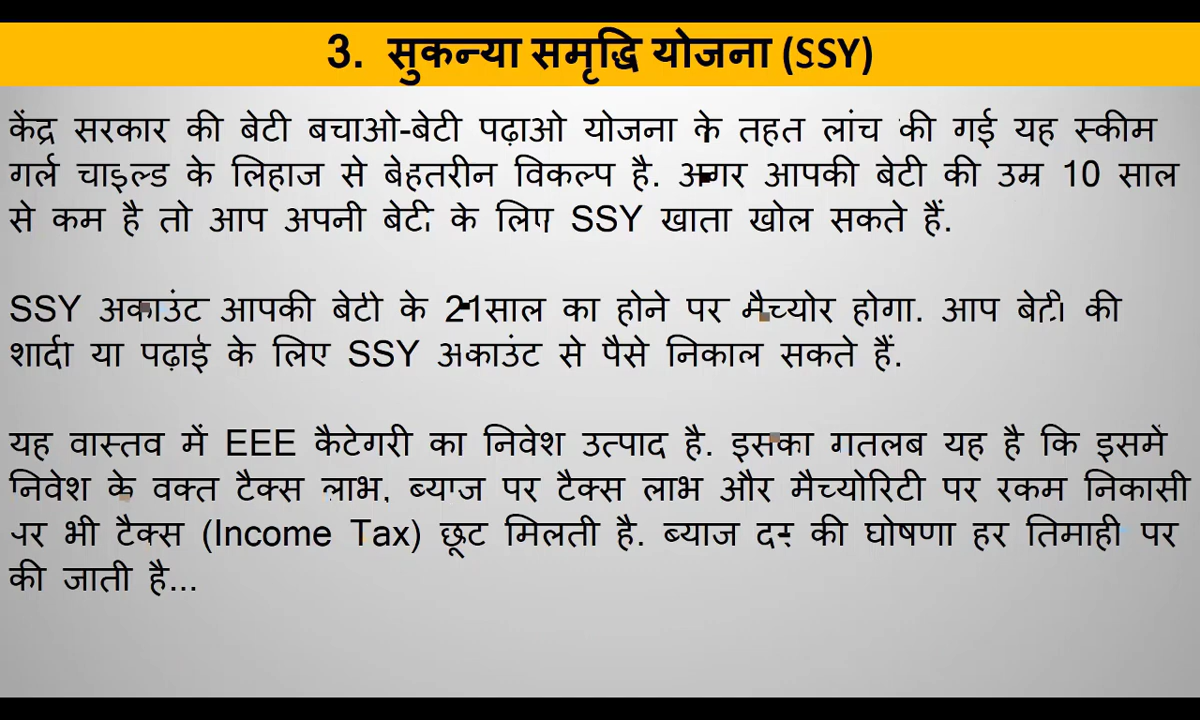 3. सुकन्या समृद्धि योजना (SSY)
केंद्र सरकार की बेटी बचाओ-बेटी पढ़ाओ योजना के तहत लांच की गई यह स्कीम
गर्ल चाइल्ड के लिहाज से बेहतरीन विकल्प है. अगर आपकी बेटी की उम्र 10 साल
से कम है तो आप अपनी बेटी के लिए SSY खाता खोल सकते हैं.
SSY अकाउंट आपकी बेटी के 21साल का होने पर मैच्योर होगा. आप बेटी की
शादी या पढ़ाई के लिए SSY अकाउंट से पैसे निकाल सकते हैं.
यह वास्तव में EEE कैटेगरी का निवेश उत्पाद है. इसका मतलब यह है कि इसमें
निवेश के वक्त टैक्स लाभ, ब्याज पर टैक्स लाभ और मैच्योरिटी पर रकम निकासी
पर भी टैक्स (Income Tax) छूट मिलती है. ब्याज दर की घोषणा हर तिमाही पर
की जाती है...